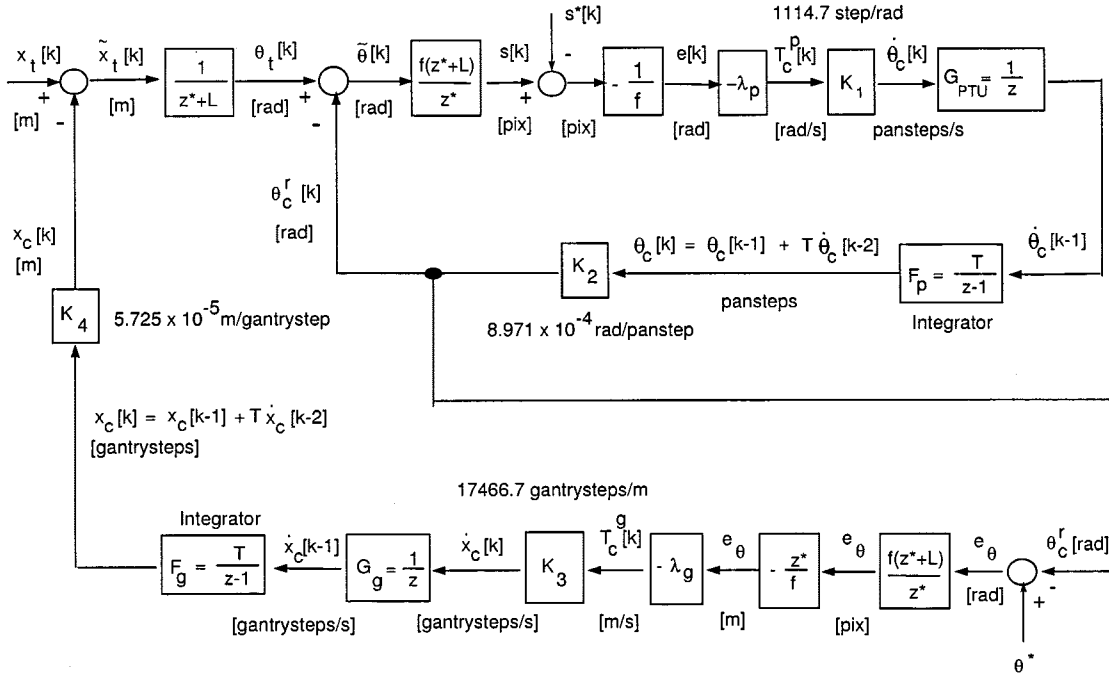 s*[k]
1114.7 step/rad
x_t[k]
x̃_t[k]
θ_t[k]
θ̃[k]
s[k]
-
e[k]
T_c^p[k]
θ̇_c[k]
+
-
[m]
[m]
1/(z*+L)
[rad]
+
-
[rad]
f(z*+L)/z*
+
[pix]
[pix]
- 1/f
[rad]
-λ_p
[rad/s]
K_1
pansteps/s
G_PTU = 1/z
θ_c^r[k]
[rad]
x_c[k]
[m]
K_2
θ_c[k] = θ_c[k-1] + T θ̇_c[k-2]
pansteps
F_p = T/(z-1)
Integrator
θ̇_c[k-1]
K_4
5.725 x 10^-5 m/gantrystep
8.971 x 10^-4 rad/panstep
x_c[k] = x_c[k-1] + T ẋ_c[k-2]
[gantrysteps]
17466.7 gantrysteps/m
Integrator
F_g = T/(z-1)
ẋ_c[k-1]
[gantrysteps/s]
G_g = 1/z
ẋ_c[k]
[gantrysteps/s]
K_3
T_c^g[k]
[m/s]
- λ_g
e_θ
[m]
- z*/f
e_θ
[pix]
f(z*+L)/z*
e_θ
[rad]
θ_c^r[rad]
-
+
θ*